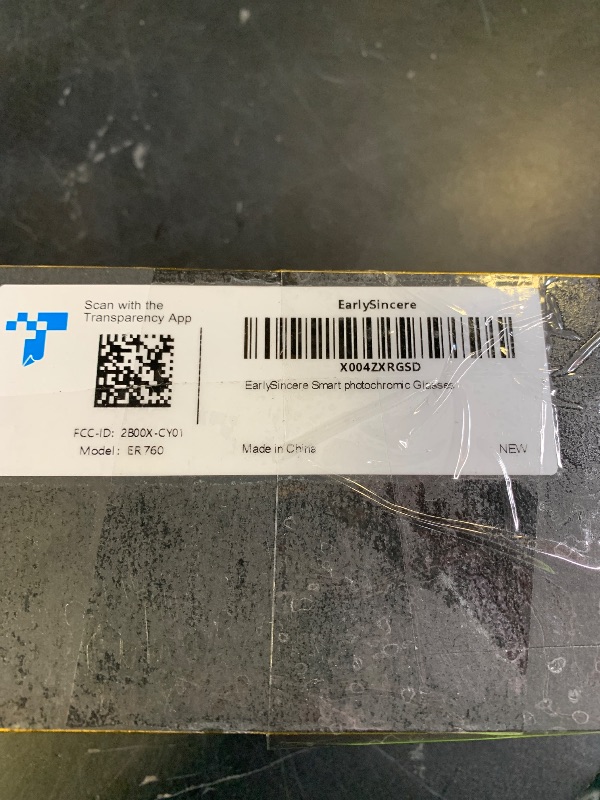 Scan with the
Transparency App
FCC-ID: 2B00X-CY01
Model: ER760
EarlySincere
X004ZXRGSD
EarlySincere Smart photochromic Glasses
Made in China
NEW